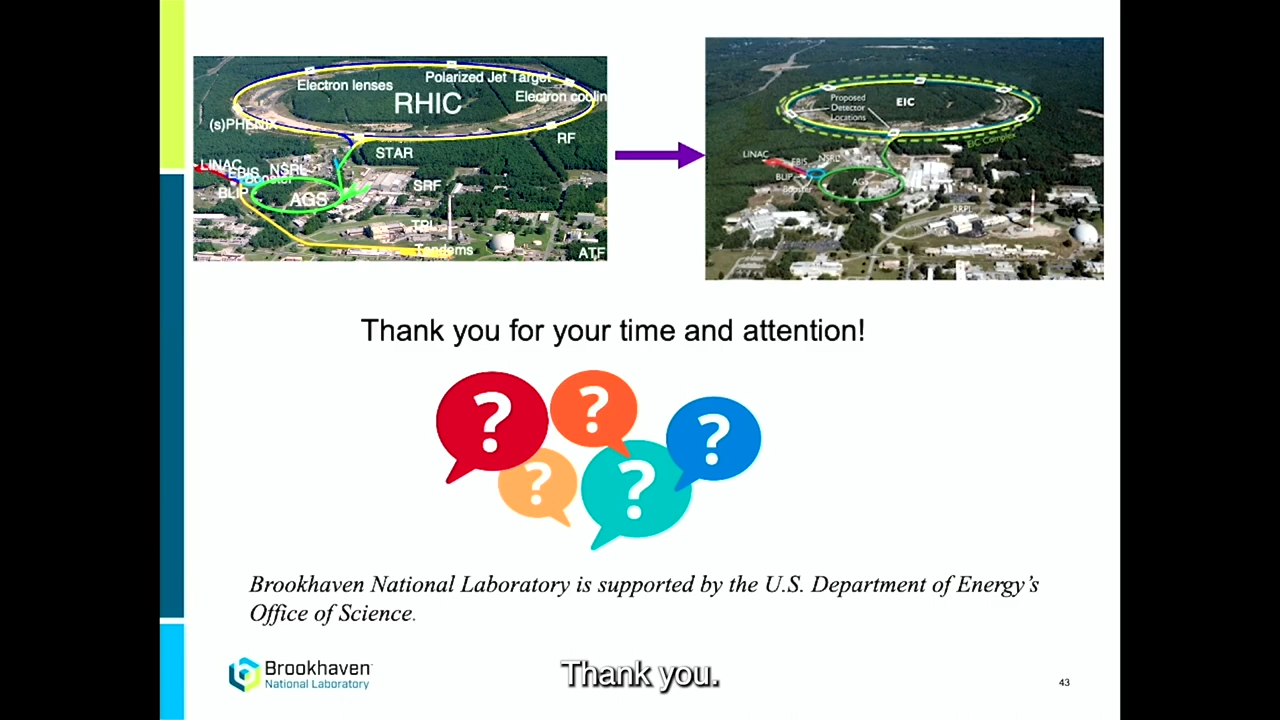 Electron lenses
Polarized Jet Target
RHIC
Electron coolin
(s)PHENIX
RF
STAR
LINAC
EBIS
NSRL
Booster
BLIP
AGS
SRF
Tandems
ATF
Proposed
Detector
Locations
EIC
EIC Complex
LINAC
EBIS
NSRL
BLIP
Booster
AGS
Thank you for your time and attention!
? ? ? ? ?
Brookhaven National Laboratory is supported by the U.S. Department of Energy's
Office of Science.
Brookhaven
National Laboratory
Thank you.
43